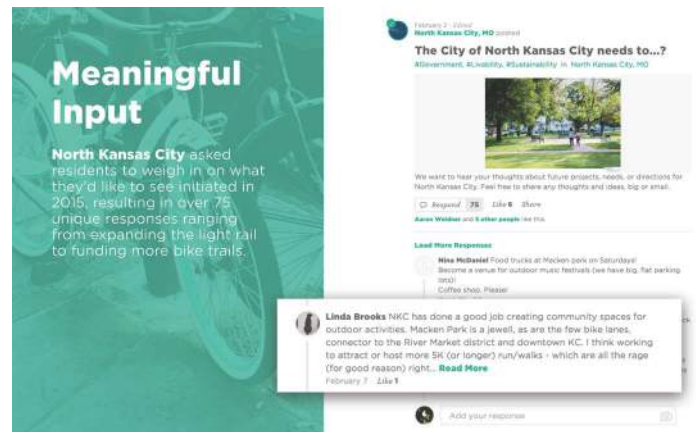 Meaningful
Input
North Kansas City asked
residents to weigh in on what
they'd like to see initiated in
2015, resulting in over 75
unique responses ranging
from expanding the light rail
to funding more bike trails.
February 2 · Edited
North Kansas City, MO posted
The City of North Kansas City needs to...?
#Government, #Livability, #Sustainability in North Kansas City, MO
We want to hear your thoughts about future projects, needs, or directions for
North Kansas City. Feel free to share any thoughts and ideas, big or small.
Respond 75 Like 6 Share
Aaron Weidner and 5 other people like this
Load More Responses
Nina McDaniel Food trucks at Macken park on Saturdays!
Become a venue for outdoor music festivals (we have big, flat parking
lots)!
Coffee shop, Please!
Linda Brooks NKC has done a good job creating community spaces for
outdoor activities. Macken Park is a jewell, as are the few bike lanes,
connector to the River Market district and downtown KC. I think working
to attract or host more 5K (or longer) run/walks - which are all the rage
(for good reason) right... Read More
February 7 · Like 1
Add your response